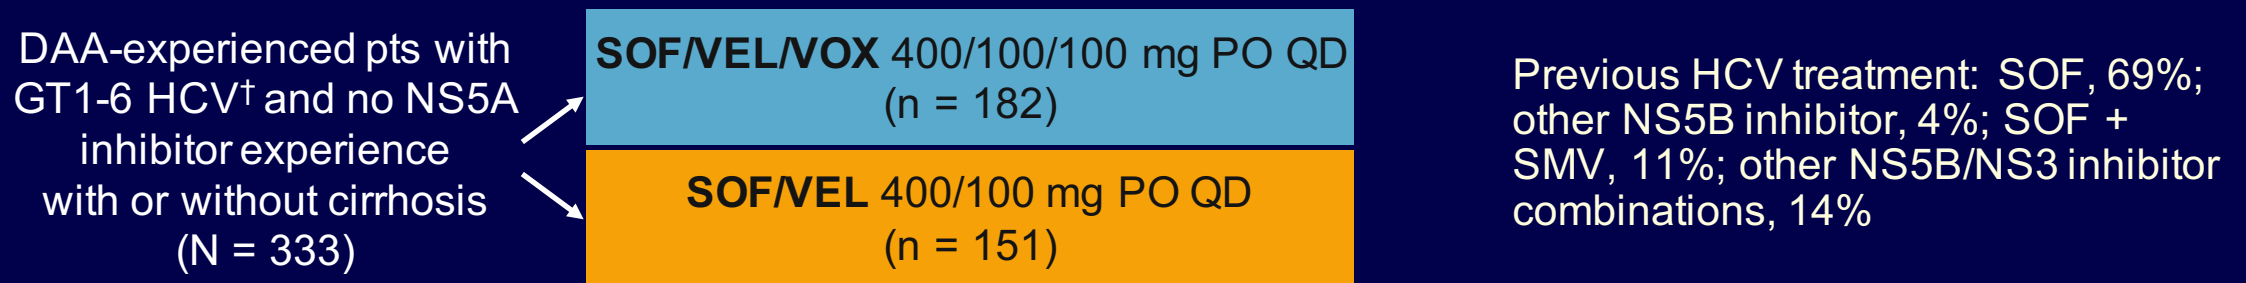 DAA-experienced pts with
GT1-6 HCV† and no NS5A
inhibitor experience
with or without cirrhosis
(N = 333)
SOF/VEL/VOX 400/100/100 mg PO QD
(n = 182)
SOF/VEL 400/100 mg PO QD
(n = 151)
Previous HCV treatment: SOF, 69%;
other NS5B inhibitor, 4%; SOF +
SMV, 11%; other NS5B/NS3 inhibitor
combinations, 14%